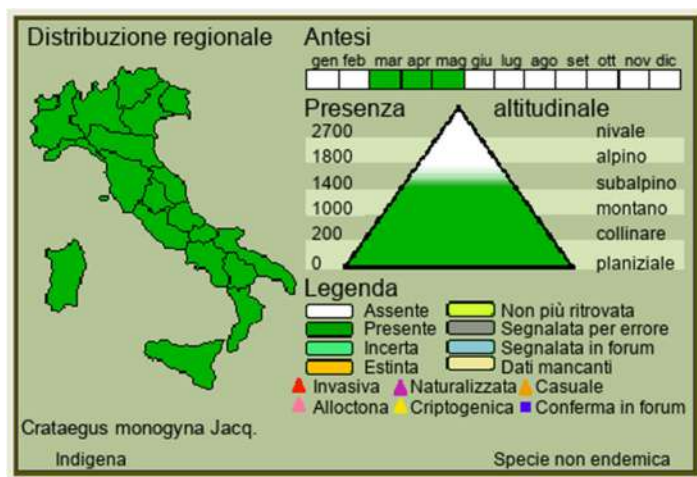 Distribuzione regionale
Antesi
gen feb mar apr mag giu lug ago set ott nov dic
Presenza altitudinale
2700 nivale
1800 alpino
1400 subalpino
1000 montano
200 collinare
0 planiziale
Legenda
Assente Non più ritrovata
Presente Segnalata per errore
Incerta Segnalata in forum
Estinta Dati mancanti
Invasiva Naturalizzata Casuale
Alloctona Criptogenica Conferma in forum
Crataegus monogyna Jacq.
Indigena Specie non endemica